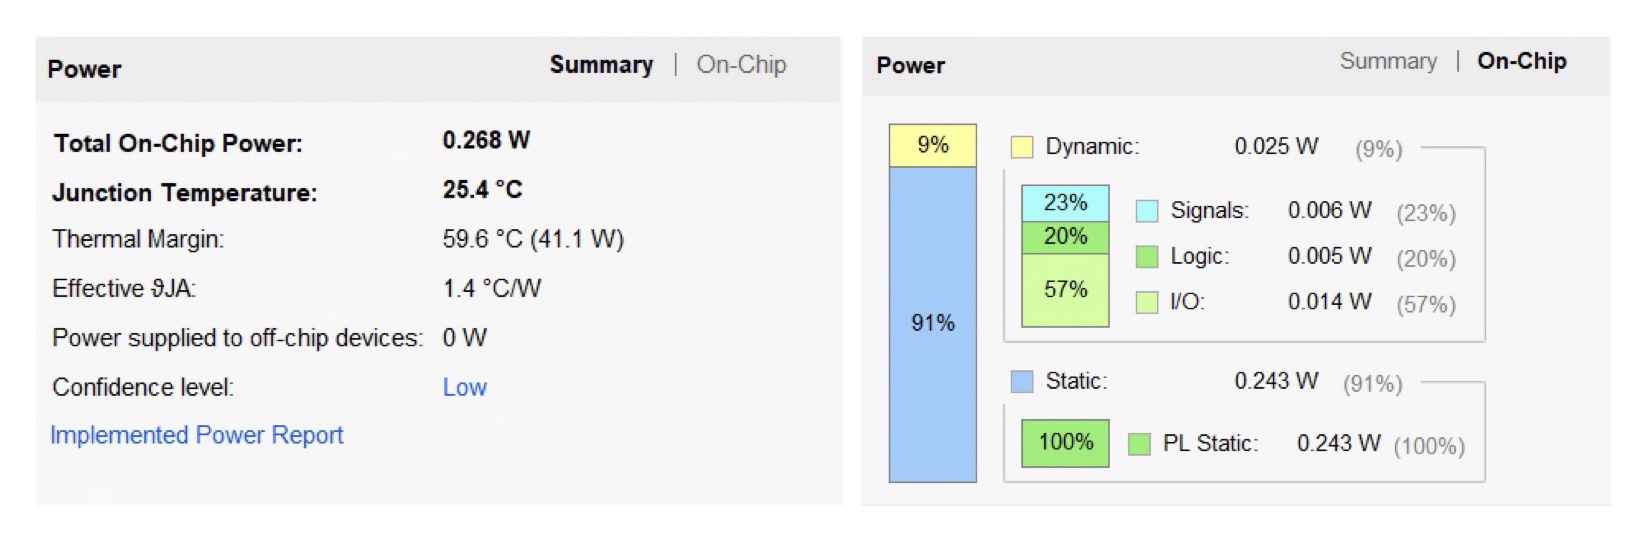 Power Summary | On-Chip
Total On-Chip Power: 0.268 W
Junction Temperature: 25.4 °C
Thermal Margin: 59.6 °C (41.1 W)
Effective ϑJA: 1.4 °C/W
Power supplied to off-chip devices: 0 W
Confidence level: Low
Implemented Power Report
Power Summary | On-Chip
9% Dynamic: 0.025 W (9%)
23% Signals: 0.006 W (23%)
20% Logic: 0.005 W (20%)
57% I/O: 0.014 W (57%)
91%
Static: 0.243 W (91%)
100% PL Static: 0.243 W (100%)